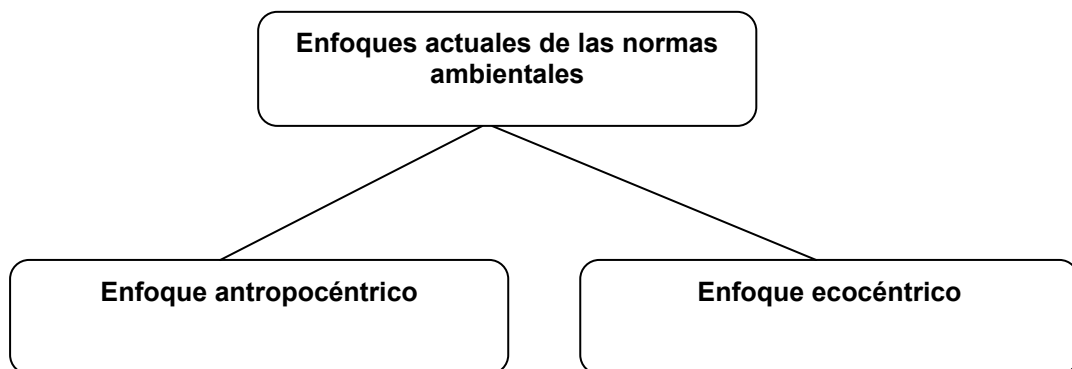 Enfoques actuales de las normas
ambientales
Enfoque antropocéntrico
Enfoque ecocéntrico